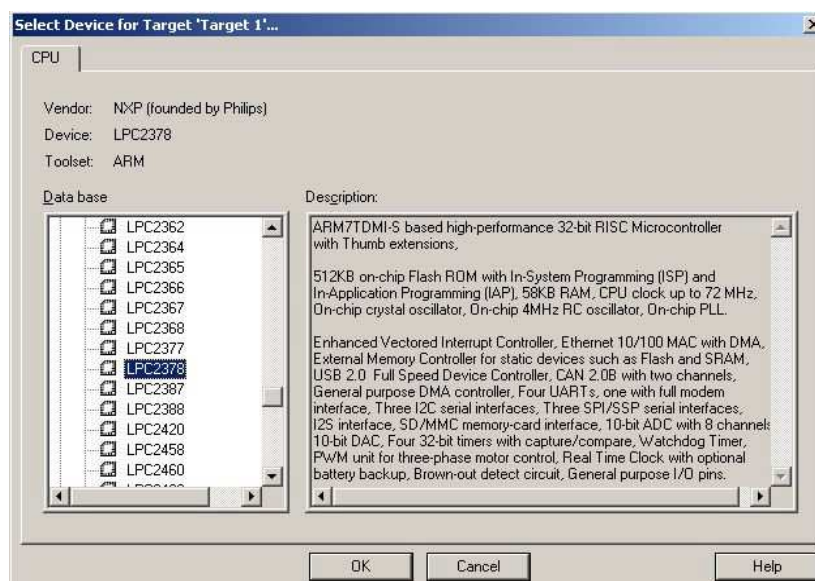 Select Device for Target 'Target 1'...
CPU
Vendor: NXP (founded by Philips)
Device: LPC2378
Toolset: ARM
Data base
LPC2362
LPC2364
LPC2365
LPC2366
LPC2367
LPC2368
LPC2377
LPC2378
LPC2387
LPC2388
LPC2420
LPC2458
LPC2460
Description:
ARM7TDMI-S based high-performance 32-bit RISC Microcontroller
with Thumb extensions,
512KB on-chip Flash ROM with In-System Programming (ISP) and
In-Application Programming (IAP), 58KB RAM, CPU clock up to 72 MHz,
On-chip crystal oscillator, On-chip 4MHz RC oscillator, On-chip PLL.
Enhanced Vectored Interrupt Controller, Ethernet 10/100 MAC with DMA,
External Memory Controller for static devices such as Flash and SRAM,
USB 2.0 Full Speed Device Controller, CAN 2.0B with two channels,
General purpose DMA controller, Four UARTs, one with full modem
interface, Three I2C serial interfaces, Three SPI/SSP serial interfaces,
I2S interface, SD/MMC memory-card interface, 10-bit ADC with 8 channels
10-bit DAC, Four 32-bit timers with capture/compare, Watchdog Timer,
PWM unit for three-phase motor control, Real Time Clock with optional
battery backup, Brown-out detect circuit, General purpose I/O pins.
OK
Cancel
Help